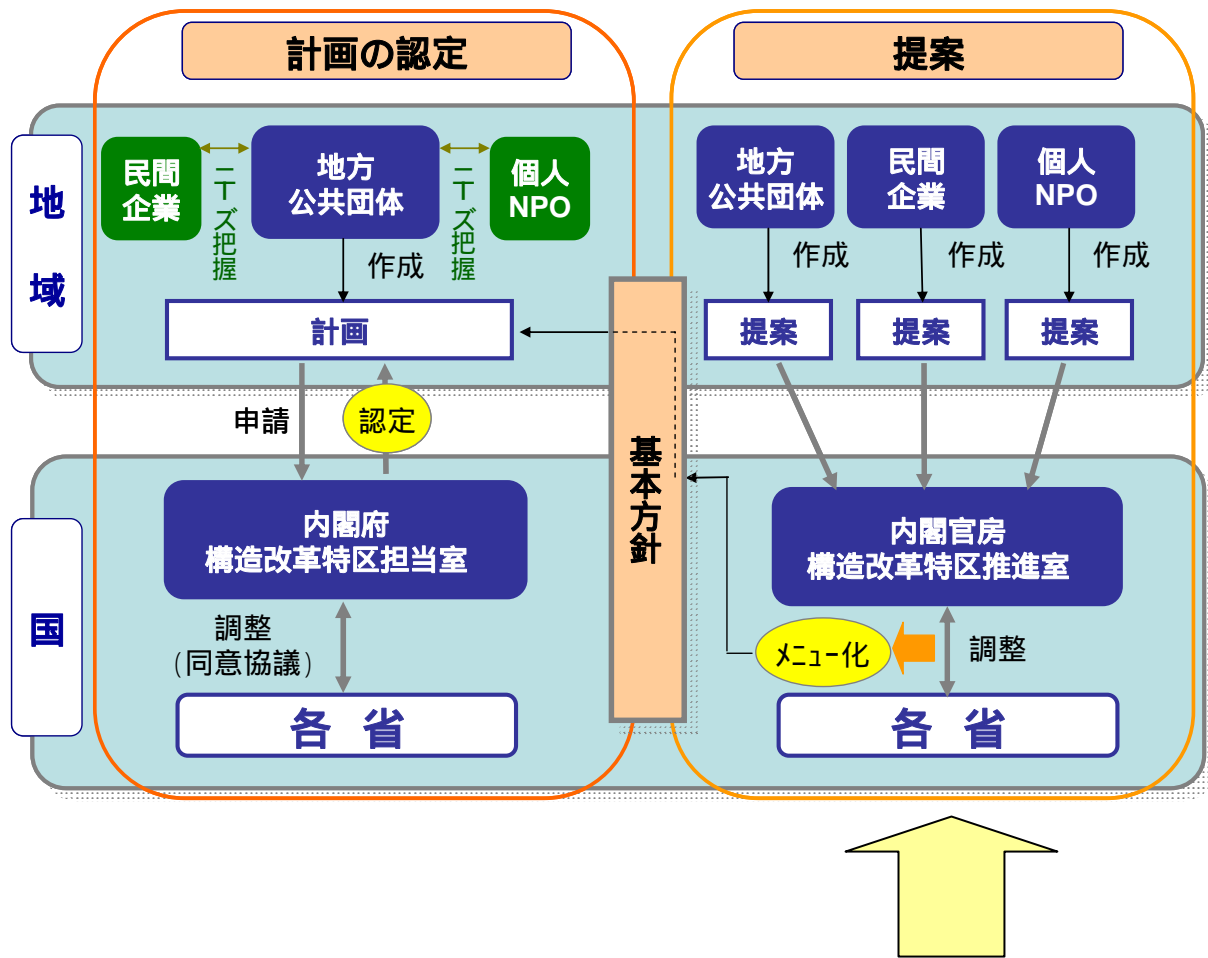 計画の認定
提案
地域
民間
企業
ニーズ把握
地方
公共団体
ニーズ把握
個人
NPO
作成
計画
地方
公共団体
民間
企業
個人
NPO
作成
作成
作成
提案
提案
提案
申請
認定
基本方針
国
内閣府
構造改革特区担当室
調整
(同意協議)
各省
内閣官房
構造改革特区推進室
ﾒﾆｭｰ化
調整
各省